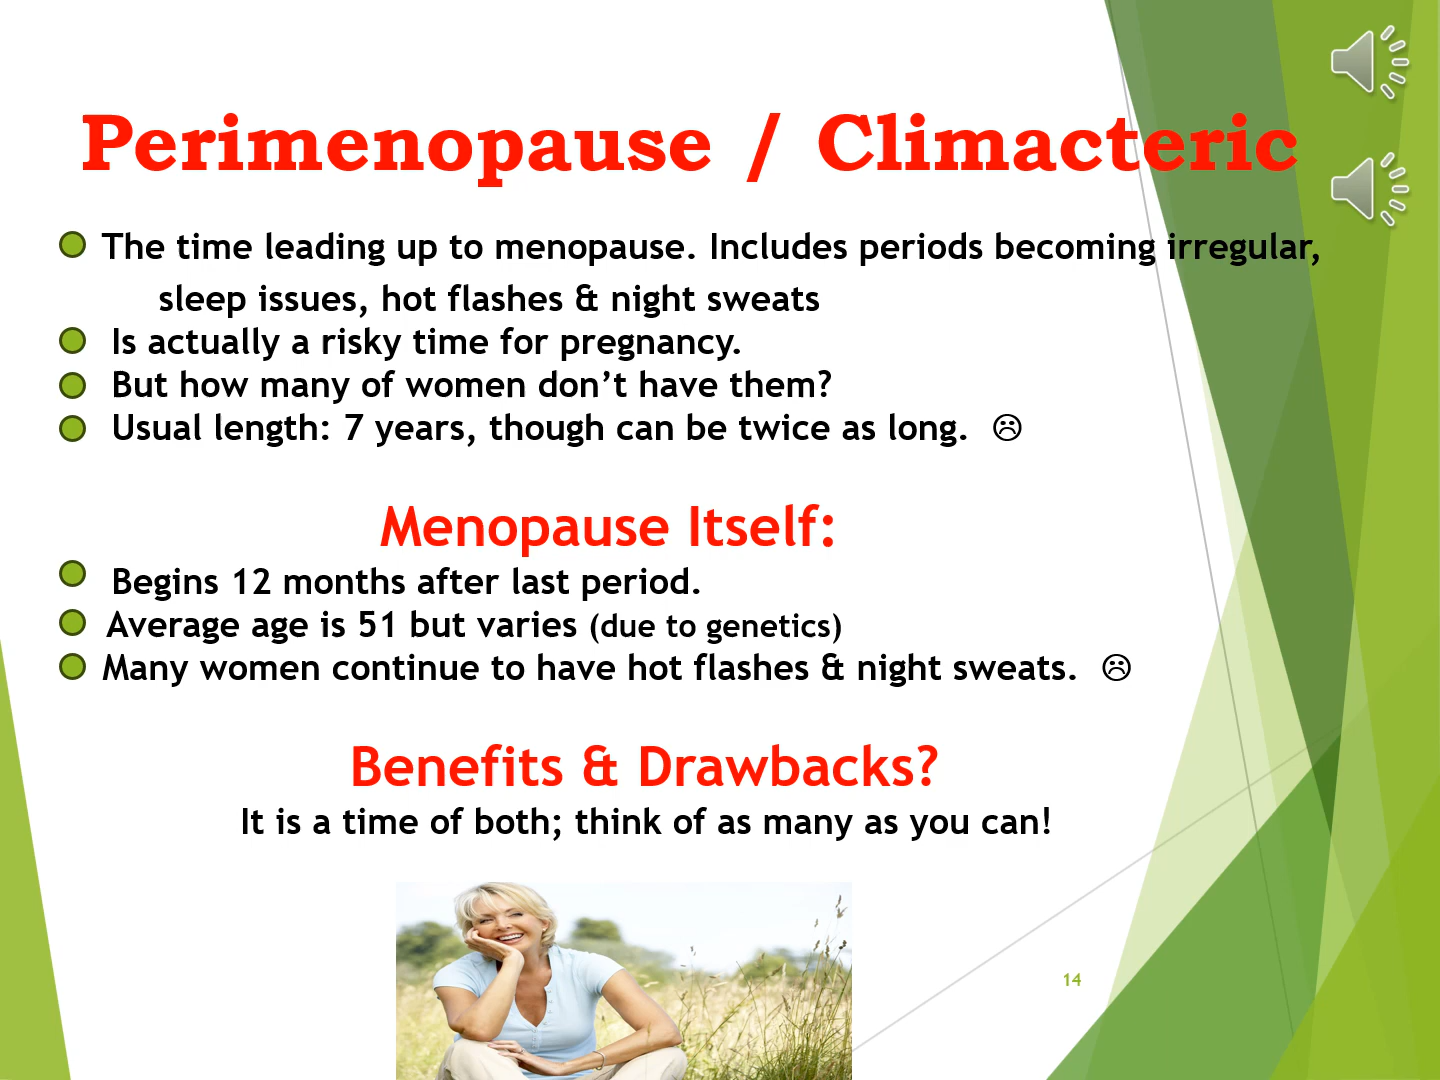 Perimenopause / Climacteric
The time leading up to menopause. Includes periods becoming irregular,
sleep issues, hot flashes & night sweats
Is actually a risky time for pregnancy.
But how many of women don’t have them?
Usual length: 7 years, though can be twice as long. ☹
Menopause Itself:
Begins 12 months after last period.
Average age is 51 but varies (due to genetics)
Many women continue to have hot flashes & night sweats. ☹
Benefits & Drawbacks?
It is a time of both; think of as many as you can!
14